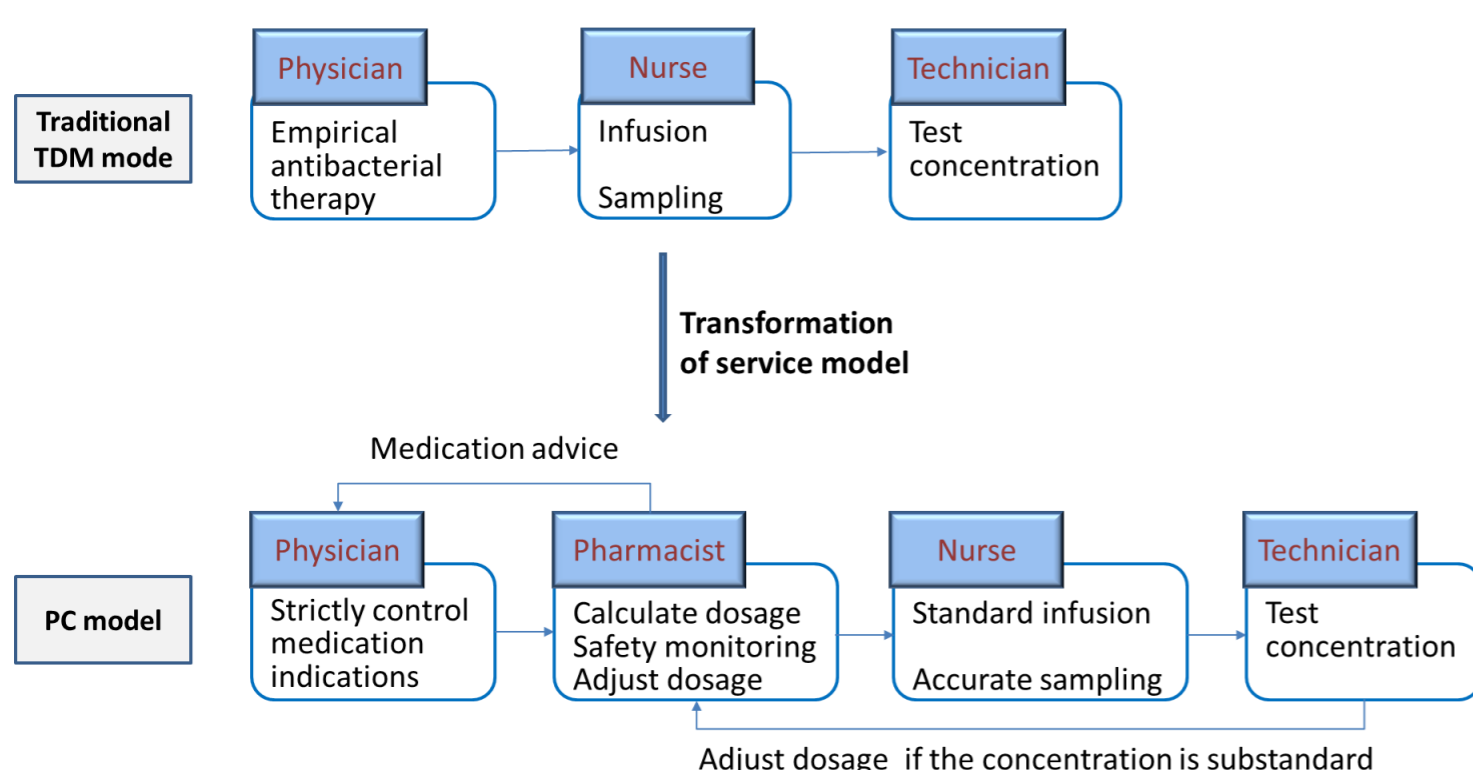 Physician
Nurse
Technician
Traditional
TDM mode
Empirical
antibacterial
therapy
Infusion
Sampling
Test
concentration
Transformation
of service model
Medication advice
Physician
Pharmacist
Nurse
Technician
PC model
Strictly control
medication
indications
Calculate dosage
Safety monitoring
Adjust dosage
Standard infusion
Accurate sampling
Test
concentration
Adjust dosage if the concentration is substandard